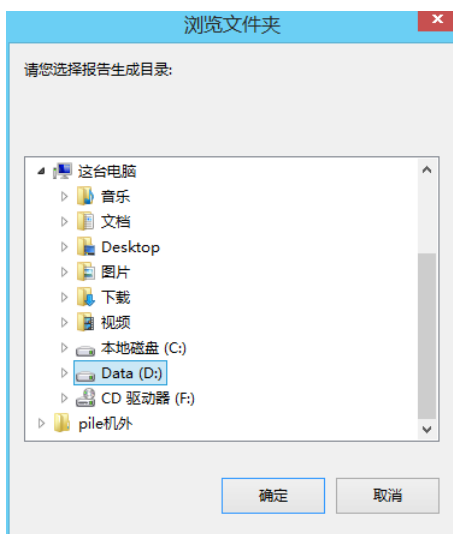 浏览文件夹
请您选择报告生成目录:
这台电脑
音乐
文档
Desktop
图片
下载
视频
本地磁盘 (C:)
Data (D:)
CD 驱动器 (F:)
pile机外
确定
取消